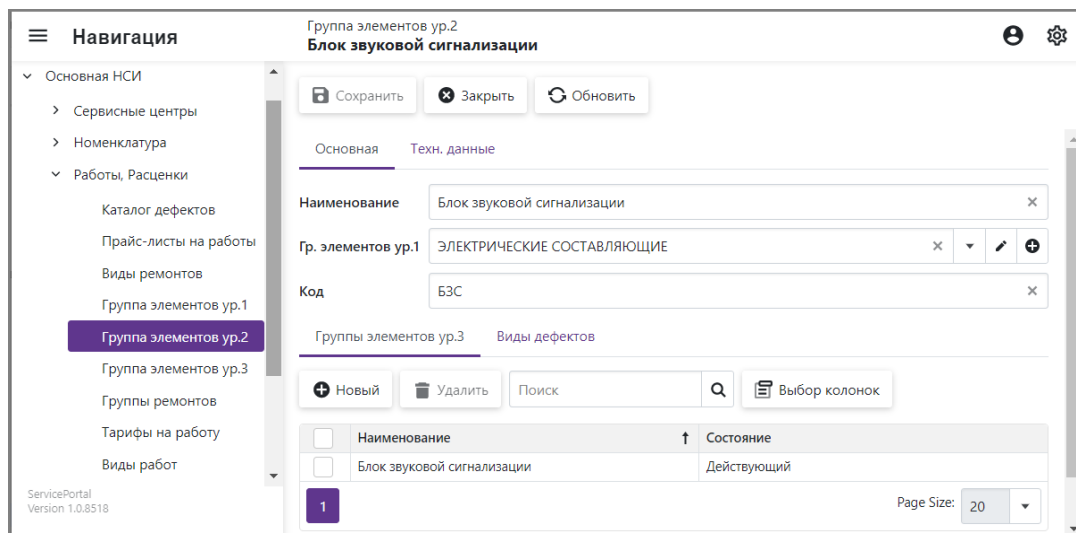 Навигация
Группа элементов ур.2
Блок звуковой сигнализации
Основная НСИ
Сервисные центры
Номенклатура
Работы, Расценки
Каталог дефектов
Прайс-листы на работы
Виды ремонтов
Группа элементов ур.1
Группа элементов ур.2
Группа элементов ур.3
Группы ремонтов
Тарифы на работу
Виды работ
ServicePortal
Version 1.0.8518
Сохранить Закрыть Обновить
Основная Техн. данные
Наименование Блок звуковой сигнализации
Гр. элементов ур.1 ЭЛЕКТРИЧЕСКИЕ СОСТАВЛЯЮЩИЕ
Код БЗС
Группы элементов ур.3 Виды дефектов
Новый Удалить Поиск Выбор колонок
Наименование Состояние
Блок звуковой сигнализации Действующий
1 Page Size: 20